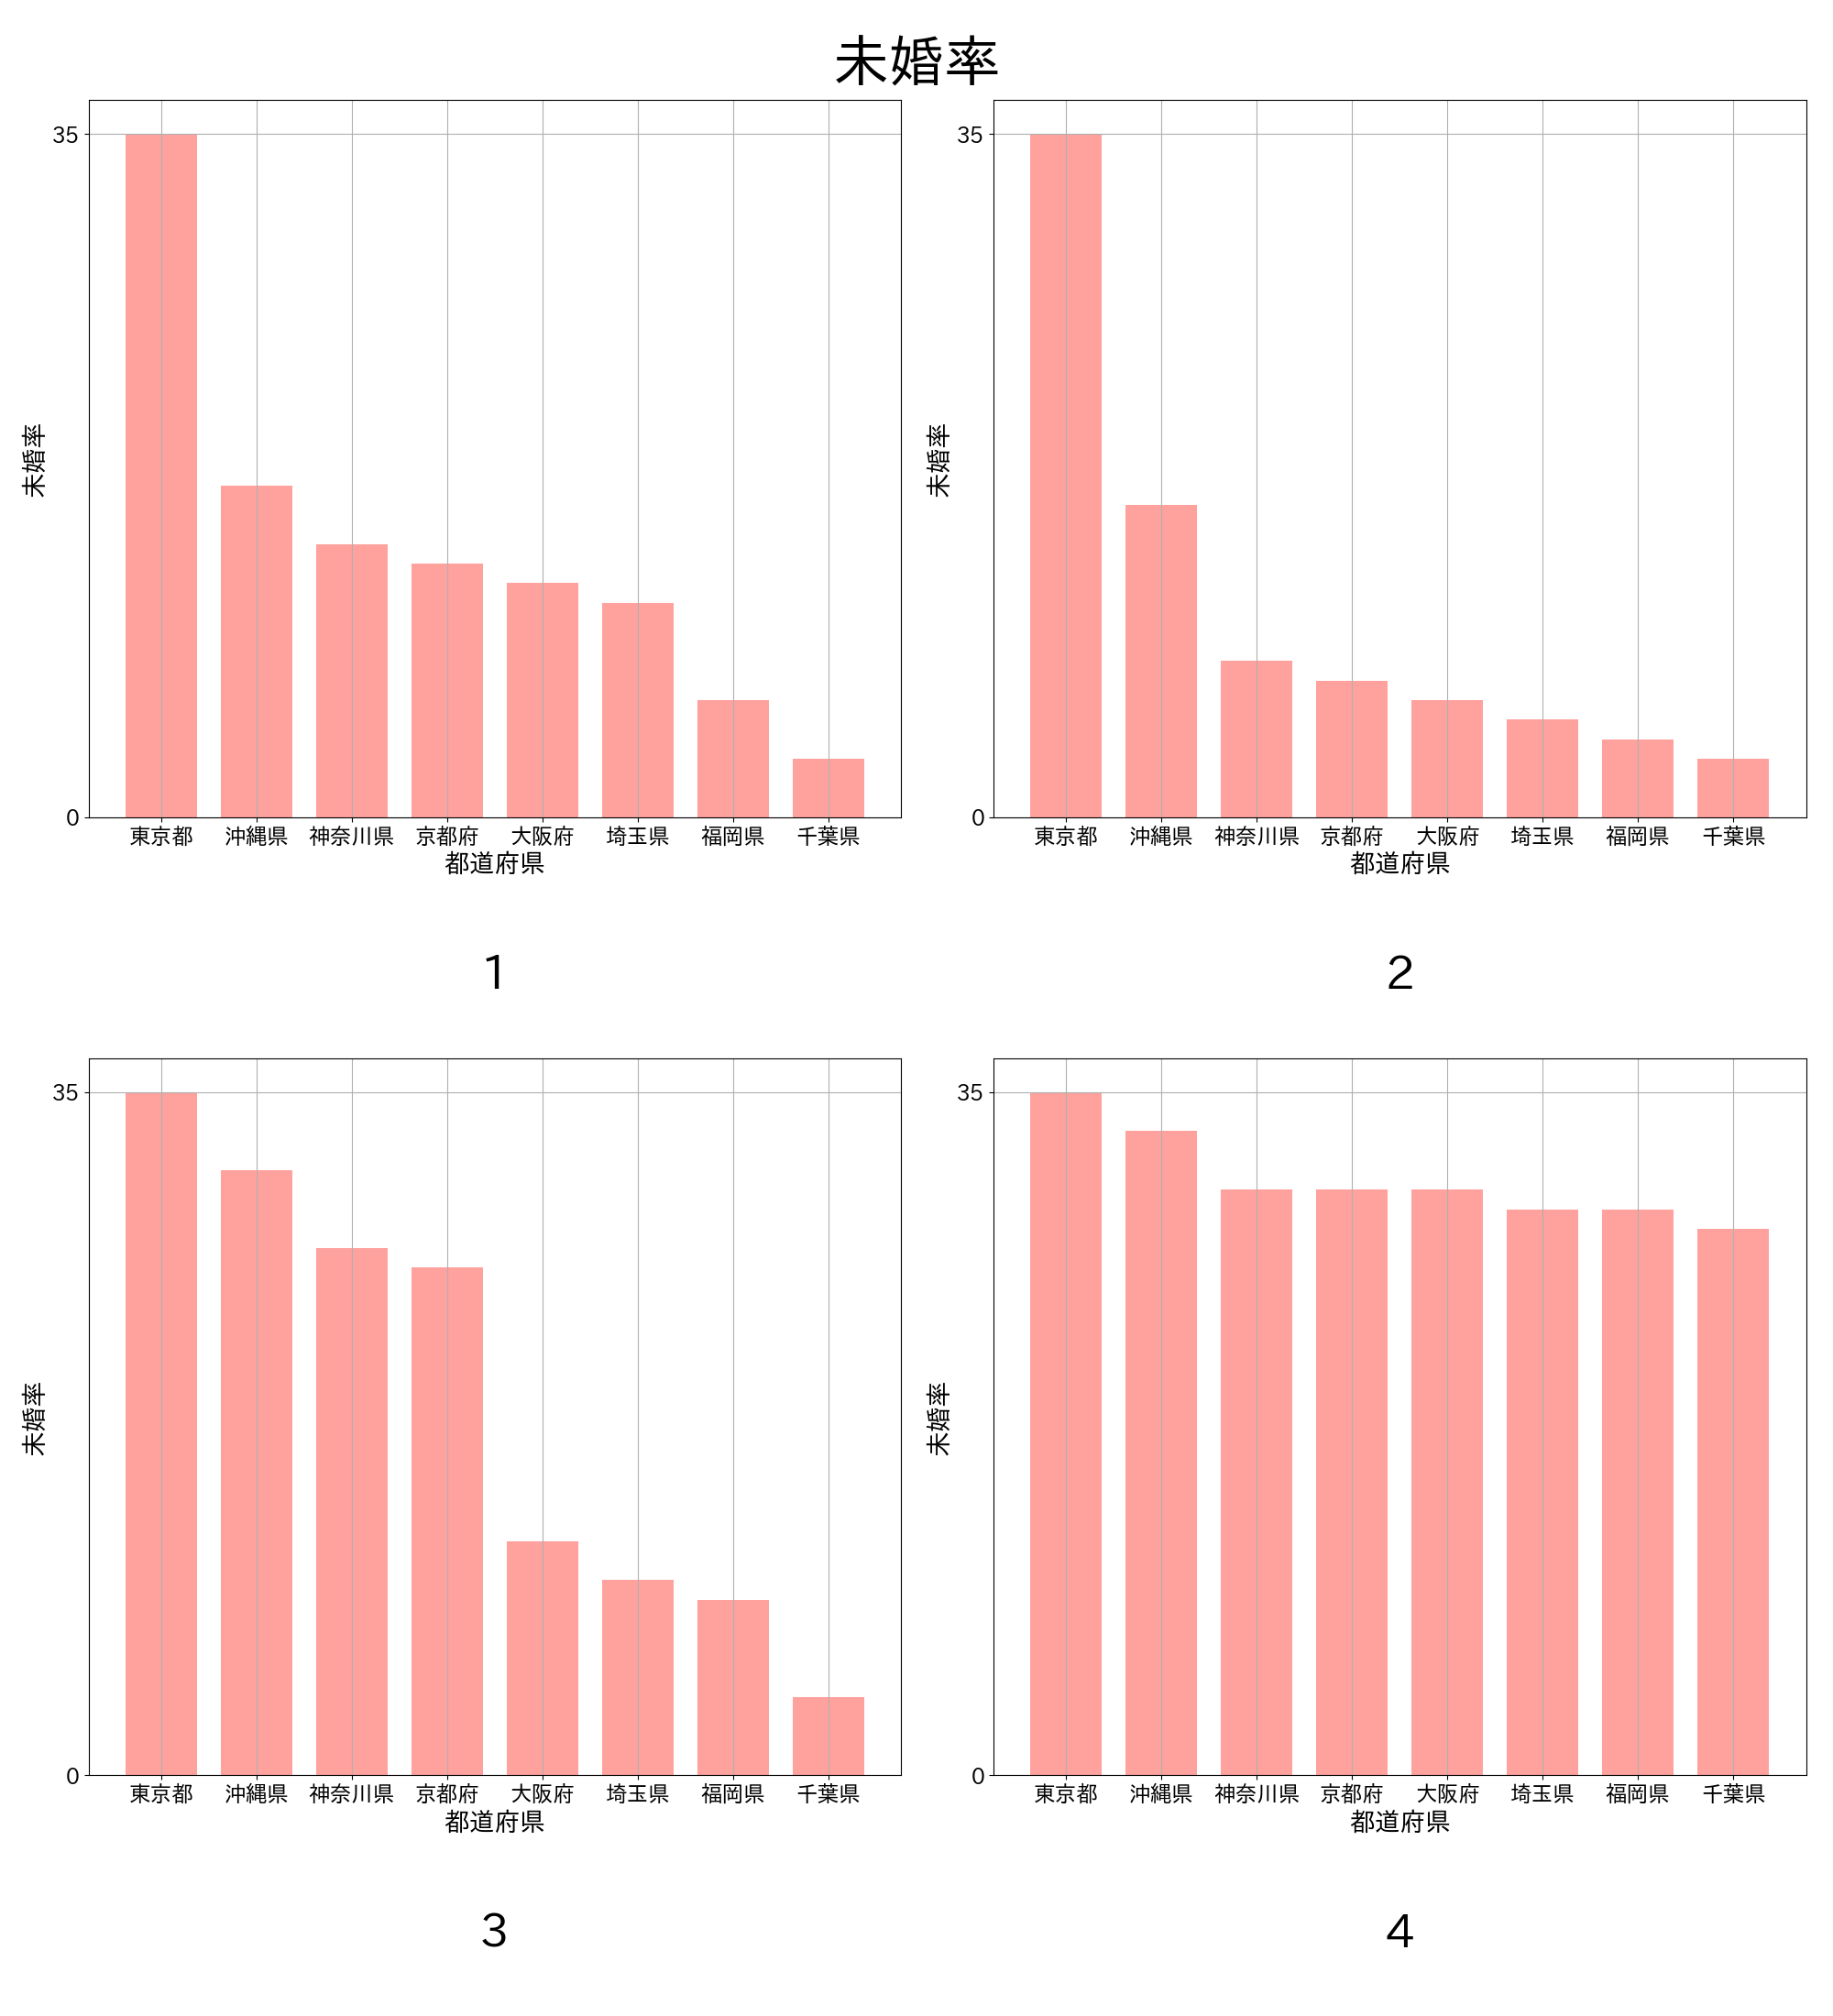 未婚率
35
未婚率
0
東京都 沖縄県 神奈川県 京都府 大阪府 埼玉県 福岡県 千葉県
都道府県
1
35
未婚率
0
東京都 沖縄県 神奈川県 京都府 大阪府 埼玉県 福岡県 千葉県
都道府県
2
35
未婚率
0
東京都 沖縄県 神奈川県 京都府 大阪府 埼玉県 福岡県 千葉県
都道府県
3
35
未婚率
0
東京都 沖縄県 神奈川県 京都府 大阪府 埼玉県 福岡県 千葉県
都道府県
4